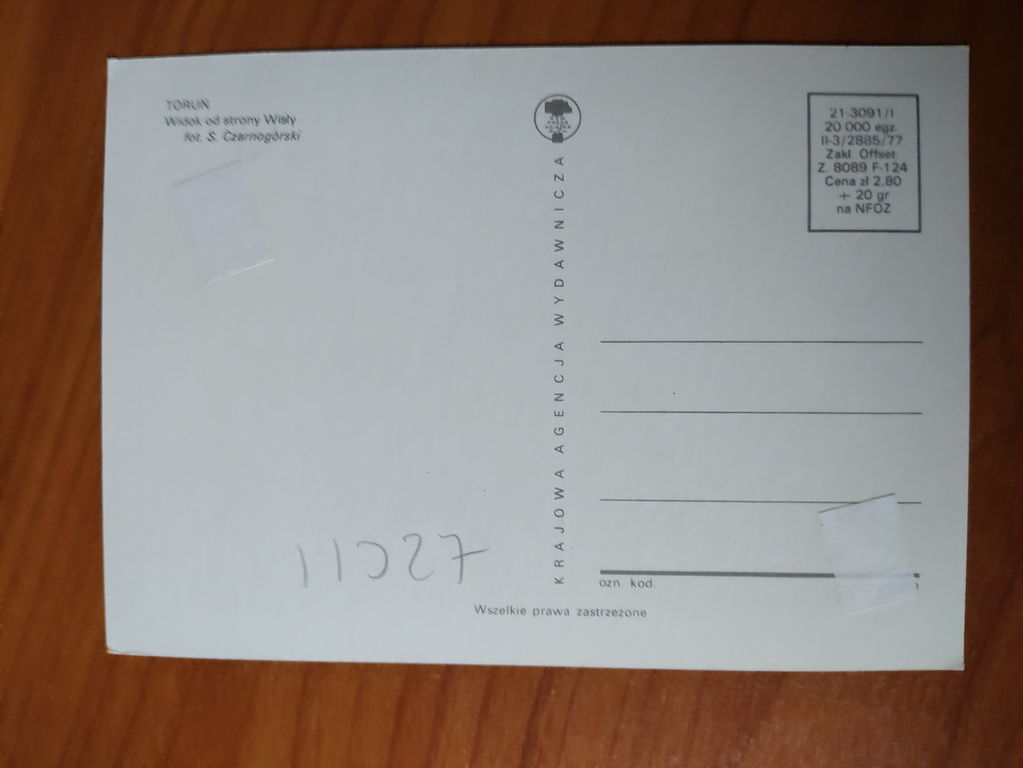 TORUŃ
Widok od strony Wisły
fot. S. Czarnogórski
KRAJOWA AGENCJA WYDAWNICZA
21-3091/I
20 000 egz.
II-3/2885/77
Zakł. Offset.
Z. 8089 F-124
Cena zł 2,80
+ 20 gr
na NFOZ
ozn. kod.
Wszelkie prawa zastrzeżone